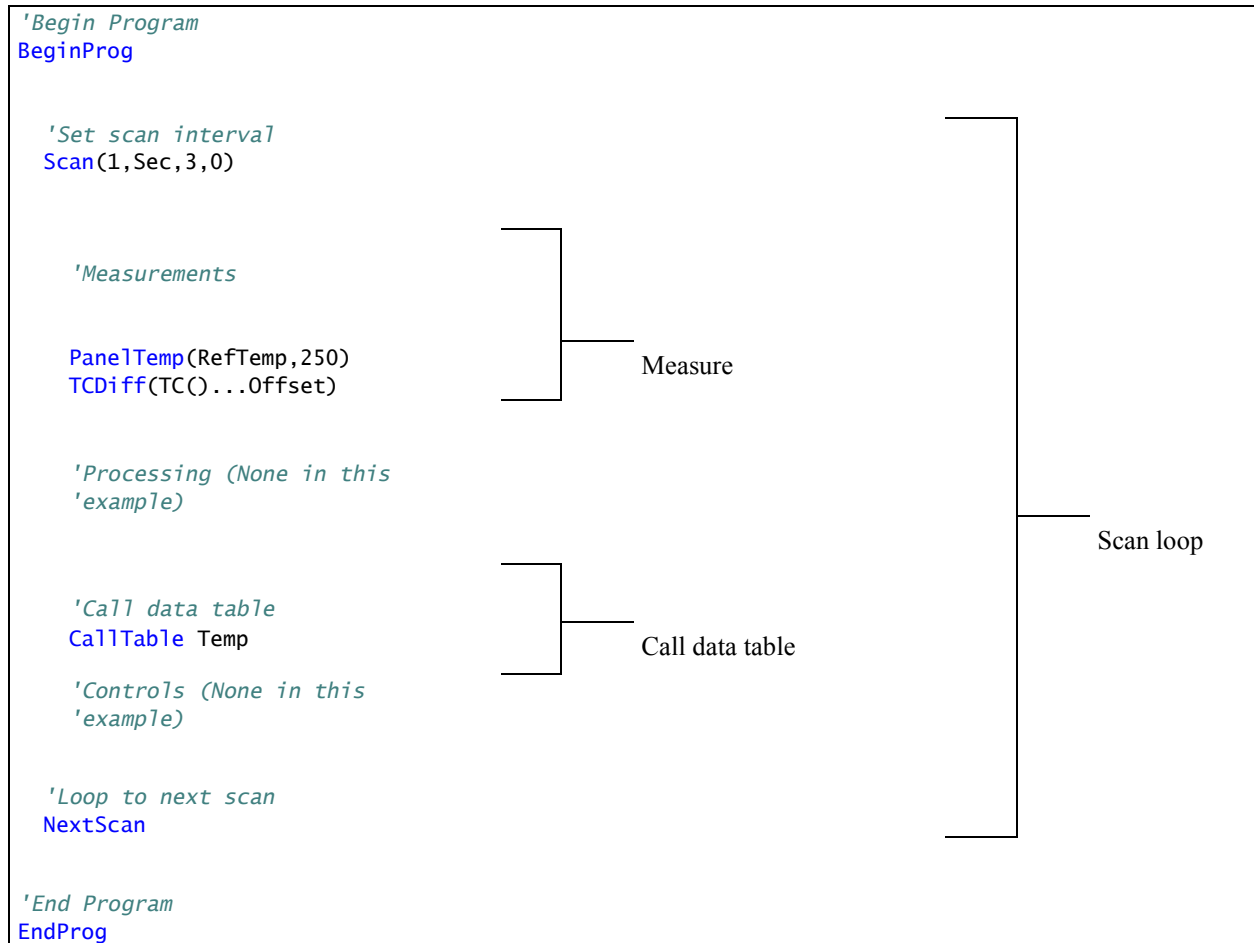 'Begin Program
BeginProg
'Set scan interval
Scan(1,Sec,3,0)
'Measurements
PanelTemp(RefTemp,250)
TCDiff(TC()...Offset)
Measure
'Processing (None in this
'example)
Scan loop
'Call data table
CallTable Temp
Call data table
'Controls (None in this
'example)
'Loop to next scan
NextScan
'End Program
EndProg